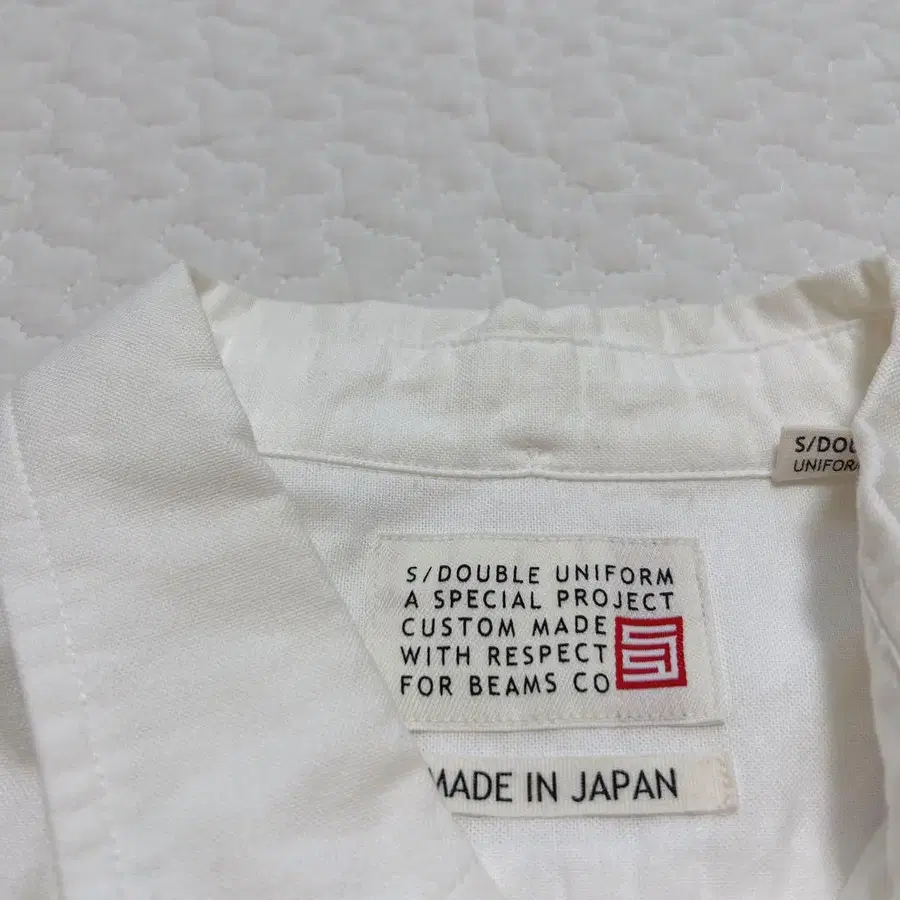 S/DOUBLE UNIFORM
A SPECIAL PROJECT
CUSTOM MADE
WITH RESPECT
FOR BEAMS CO
MADE IN JAPAN